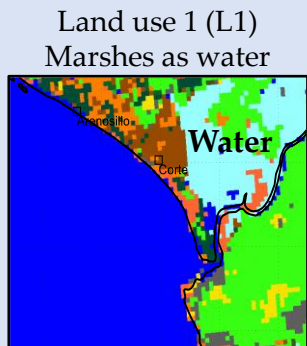 Land use 1 (L1)
Marshes as water
Arenosillo
Water
Corte